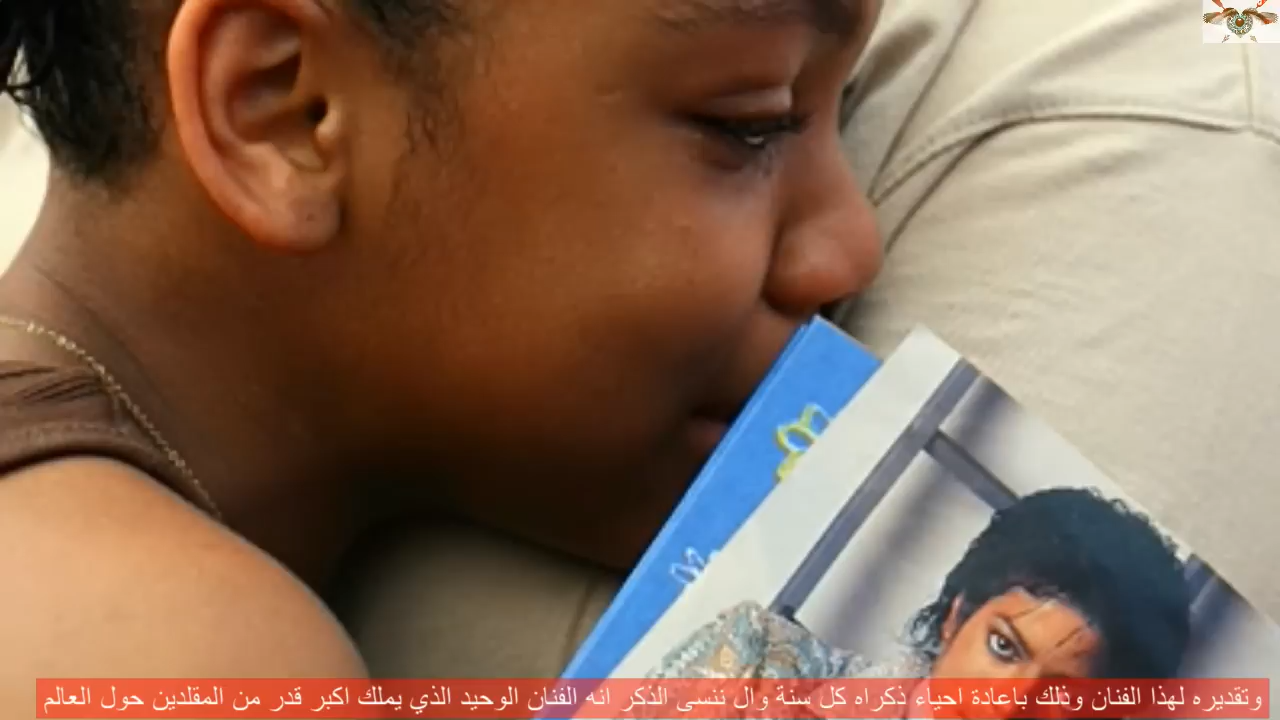 وتقديره لهذا الفنان وذلك باعادة احياء ذكراه كل سنة وال ننسى الذكر انه الفنان الوحيد الذي يملك اكبر قدر من المقلدين حول العالم